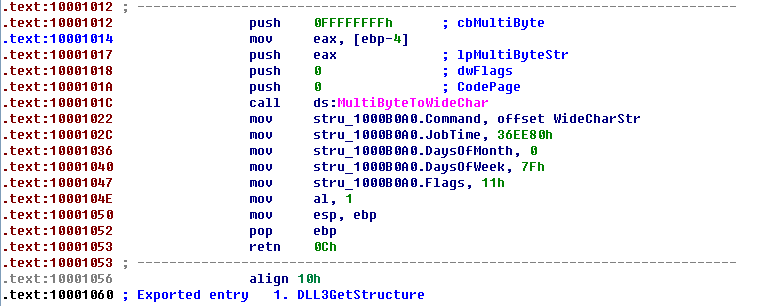 .text:10001012 ; ---------------------------------------------------------------------------
.text:10001012 push 0FFFFFFFFh ; cbMultiByte
.text:10001014 mov eax, [ebp-4]
.text:10001017 push eax ; lpMultiByteStr
.text:10001018 push 0 ; dwFlags
.text:1000101A push 0 ; CodePage
.text:1000101C call ds:MultiByteToWideChar
.text:10001022 mov stru_1000B0A0.Command, offset WideCharStr
.text:1000102C mov stru_1000B0A0.JobTime, 36EE80h
.text:10001036 mov stru_1000B0A0.DaysOfMonth, 0
.text:10001040 mov stru_1000B0A0.DaysOfWeek, 7Fh
.text:10001047 mov stru_1000B0A0.Flags, 11h
.text:1000104E mov al, 1
.text:10001050 mov esp, ebp
.text:10001052 pop ebp
.text:10001053 retn 0Ch
.text:10001053 ; ---------------------------------------------------------------------------
.text:10001056 align 10h
.text:10001060 ; Exported entry 1. DLL3GetStructure